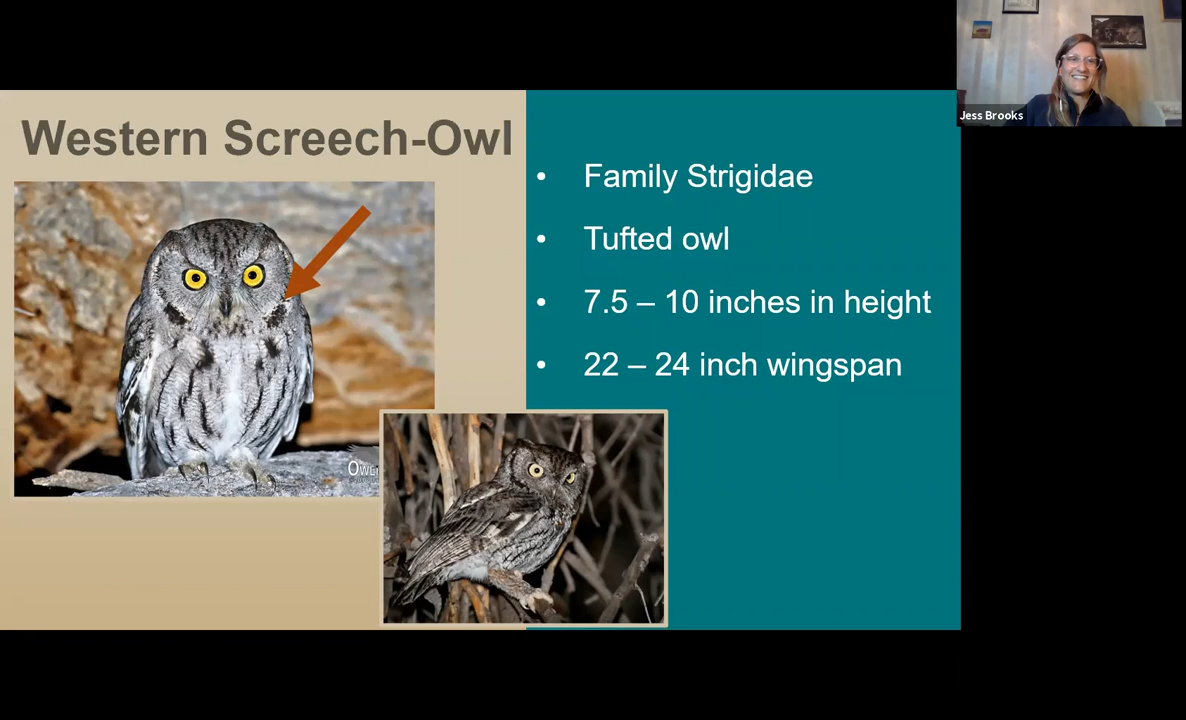 Western Screech-Owl
• Family Strigidae
• Tufted owl
• 7.5 – 10 inches in height
• 22 – 24 inch wingspan
Jess Brooks